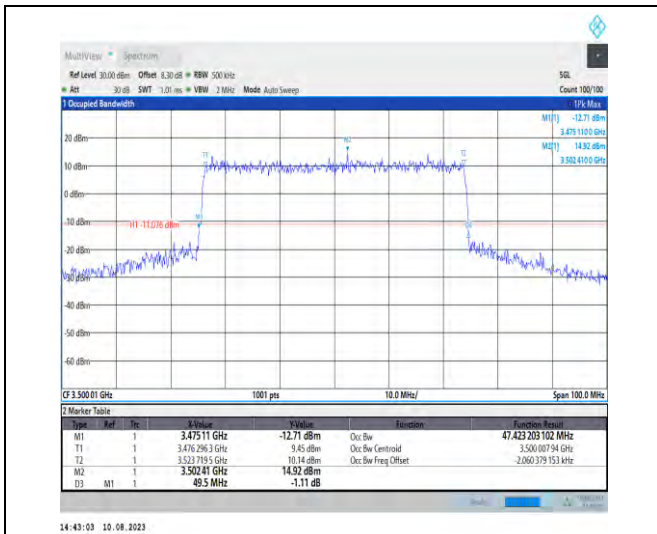 MultiView Spectrum
Ref Level 30.00 dBm Offset 8.30 dB RBW 500 kHz SGL
Att 30 dB SWT 1.01 ms VBW 2 MHz Mode Auto Sweep Count 100/100
1 Occupied Bandwidth 1Pk Max
M1[1] -12.71 dBm
3.475 110 0 GHz
M2[1] 14.92 dBm
3.502 410 0 GHz
20 dBm
10 dBm
0 dBm
-10 dBm
H1 -11.076 dBm
-20 dBm
-30 dBm
-40 dBm
-50 dBm
-60 dBm
T1
M2
T2
M1
D3
CF 3.500 01 GHz 1001 pts 10.0 MHz/ Span 100.0 MHz
2 Marker Table
Type Ref Trc X-Value Y-Value Function Function Result
M1 1 3.475 11 GHz -12.71 dBm Occ Bw 47.423 203 102 MHz
T1 1 3.476 296 3 GHz 9.45 dBm Occ Bw Centroid 3.500 007 94 GHz
T2 1 3.523 719 5 GHz 10.14 dBm Occ Bw Freq Offset -2.060 379 153 kHz
M2 1 3.502 41 GHz 14.92 dBm
D3 M1 1 49.5 MHz -1.11 dB
14:43:03 10.08.2023